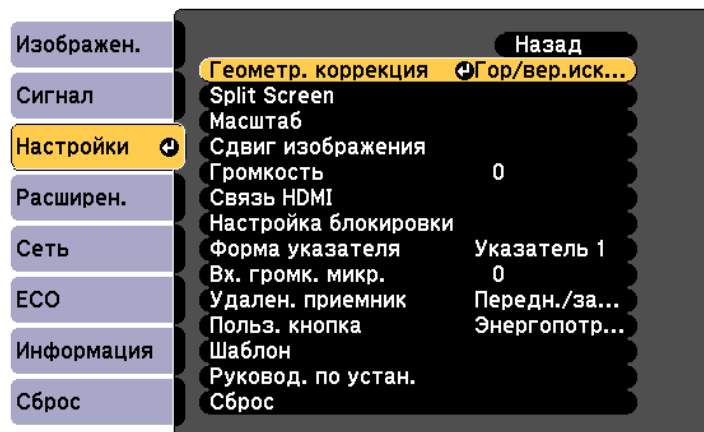 Изображен.
Сигнал
Настройки
Расширен.
Сеть
ECO
Информация
Сброс
Назад
Геометр. коррекция Гор/вер.иск...
Split Screen
Масштаб
Сдвиг изображения
Громкость 0
Связь HDMI
Настройка блокировки
Форма указателя Указатель 1
Вх. громк. микр. 0
Удален. приемник Передн./за...
Польз. кнопка Энергопотр...
Шаблон
Руковод. по устан.
Сброс